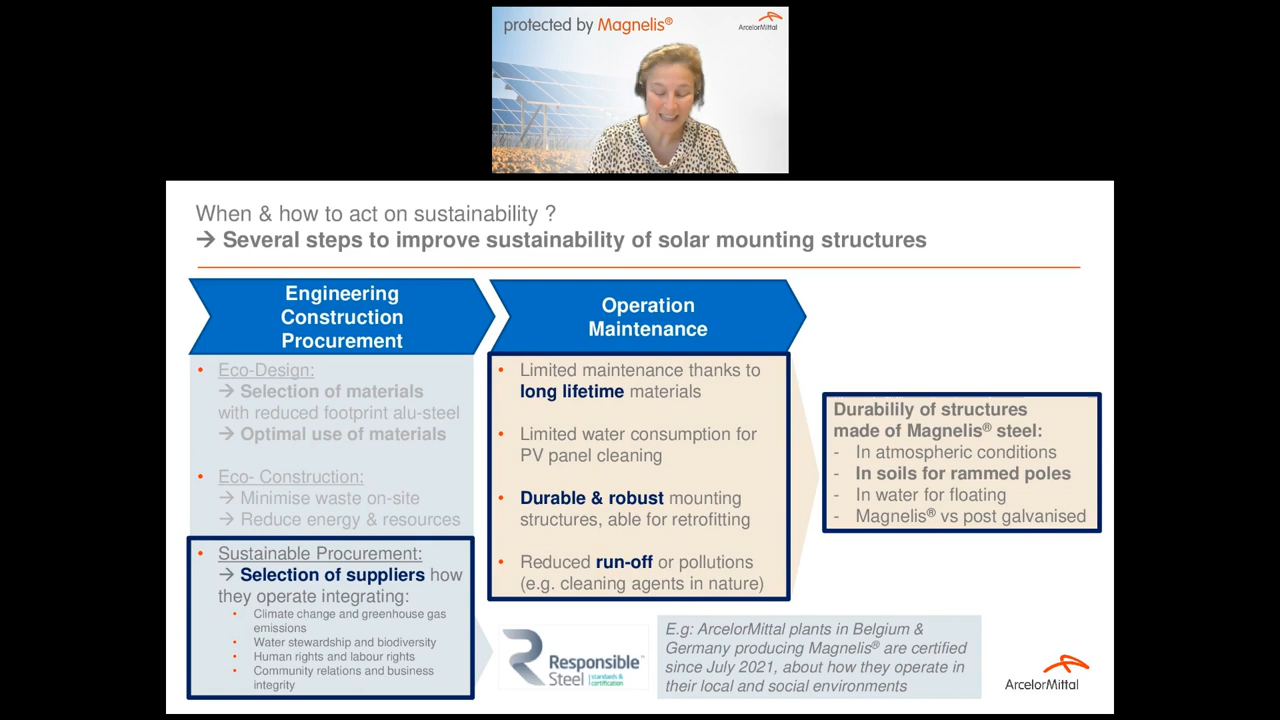 protected by Magnelis®
ArcelorMittal
When & how to act on sustainability ?
→ Several steps to improve sustainability of solar mounting structures
Engineering
Construction
Procurement
Operation
Maintenance
• Eco-Design:
→ Selection of materials
with reduced footprint alu-steel
→ Optimal use of materials
• Eco- Construction:
→ Minimise waste on-site
→ Reduce energy & resources
• Sustainable Procurement:
→ Selection of suppliers how
they operate integrating:
• Climate change and greenhouse gas
emissions
• Water stewardship and biodiversity
• Human rights and labour rights
• Community relations and business
integrity
• Limited maintenance thanks to
long lifetime materials
• Limited water consumption for
PV panel cleaning
• Durable & robust mounting
structures, able for retrofitting
• Reduced run-off or pollutions
(e.g. cleaning agents in nature)
Durabilily of structures
made of Magnelis® steel:
- In atmospheric conditions
- In soils for rammed poles
- In water for floating
- Magnelis® vs post galvanised
Responsible™
Steel
standards &
certification
E.g: ArcelorMittal plants in Belgium &
Germany producing Magnelis® are certified
since July 2021, about how they operate in
their local and social environments
ArcelorMittal